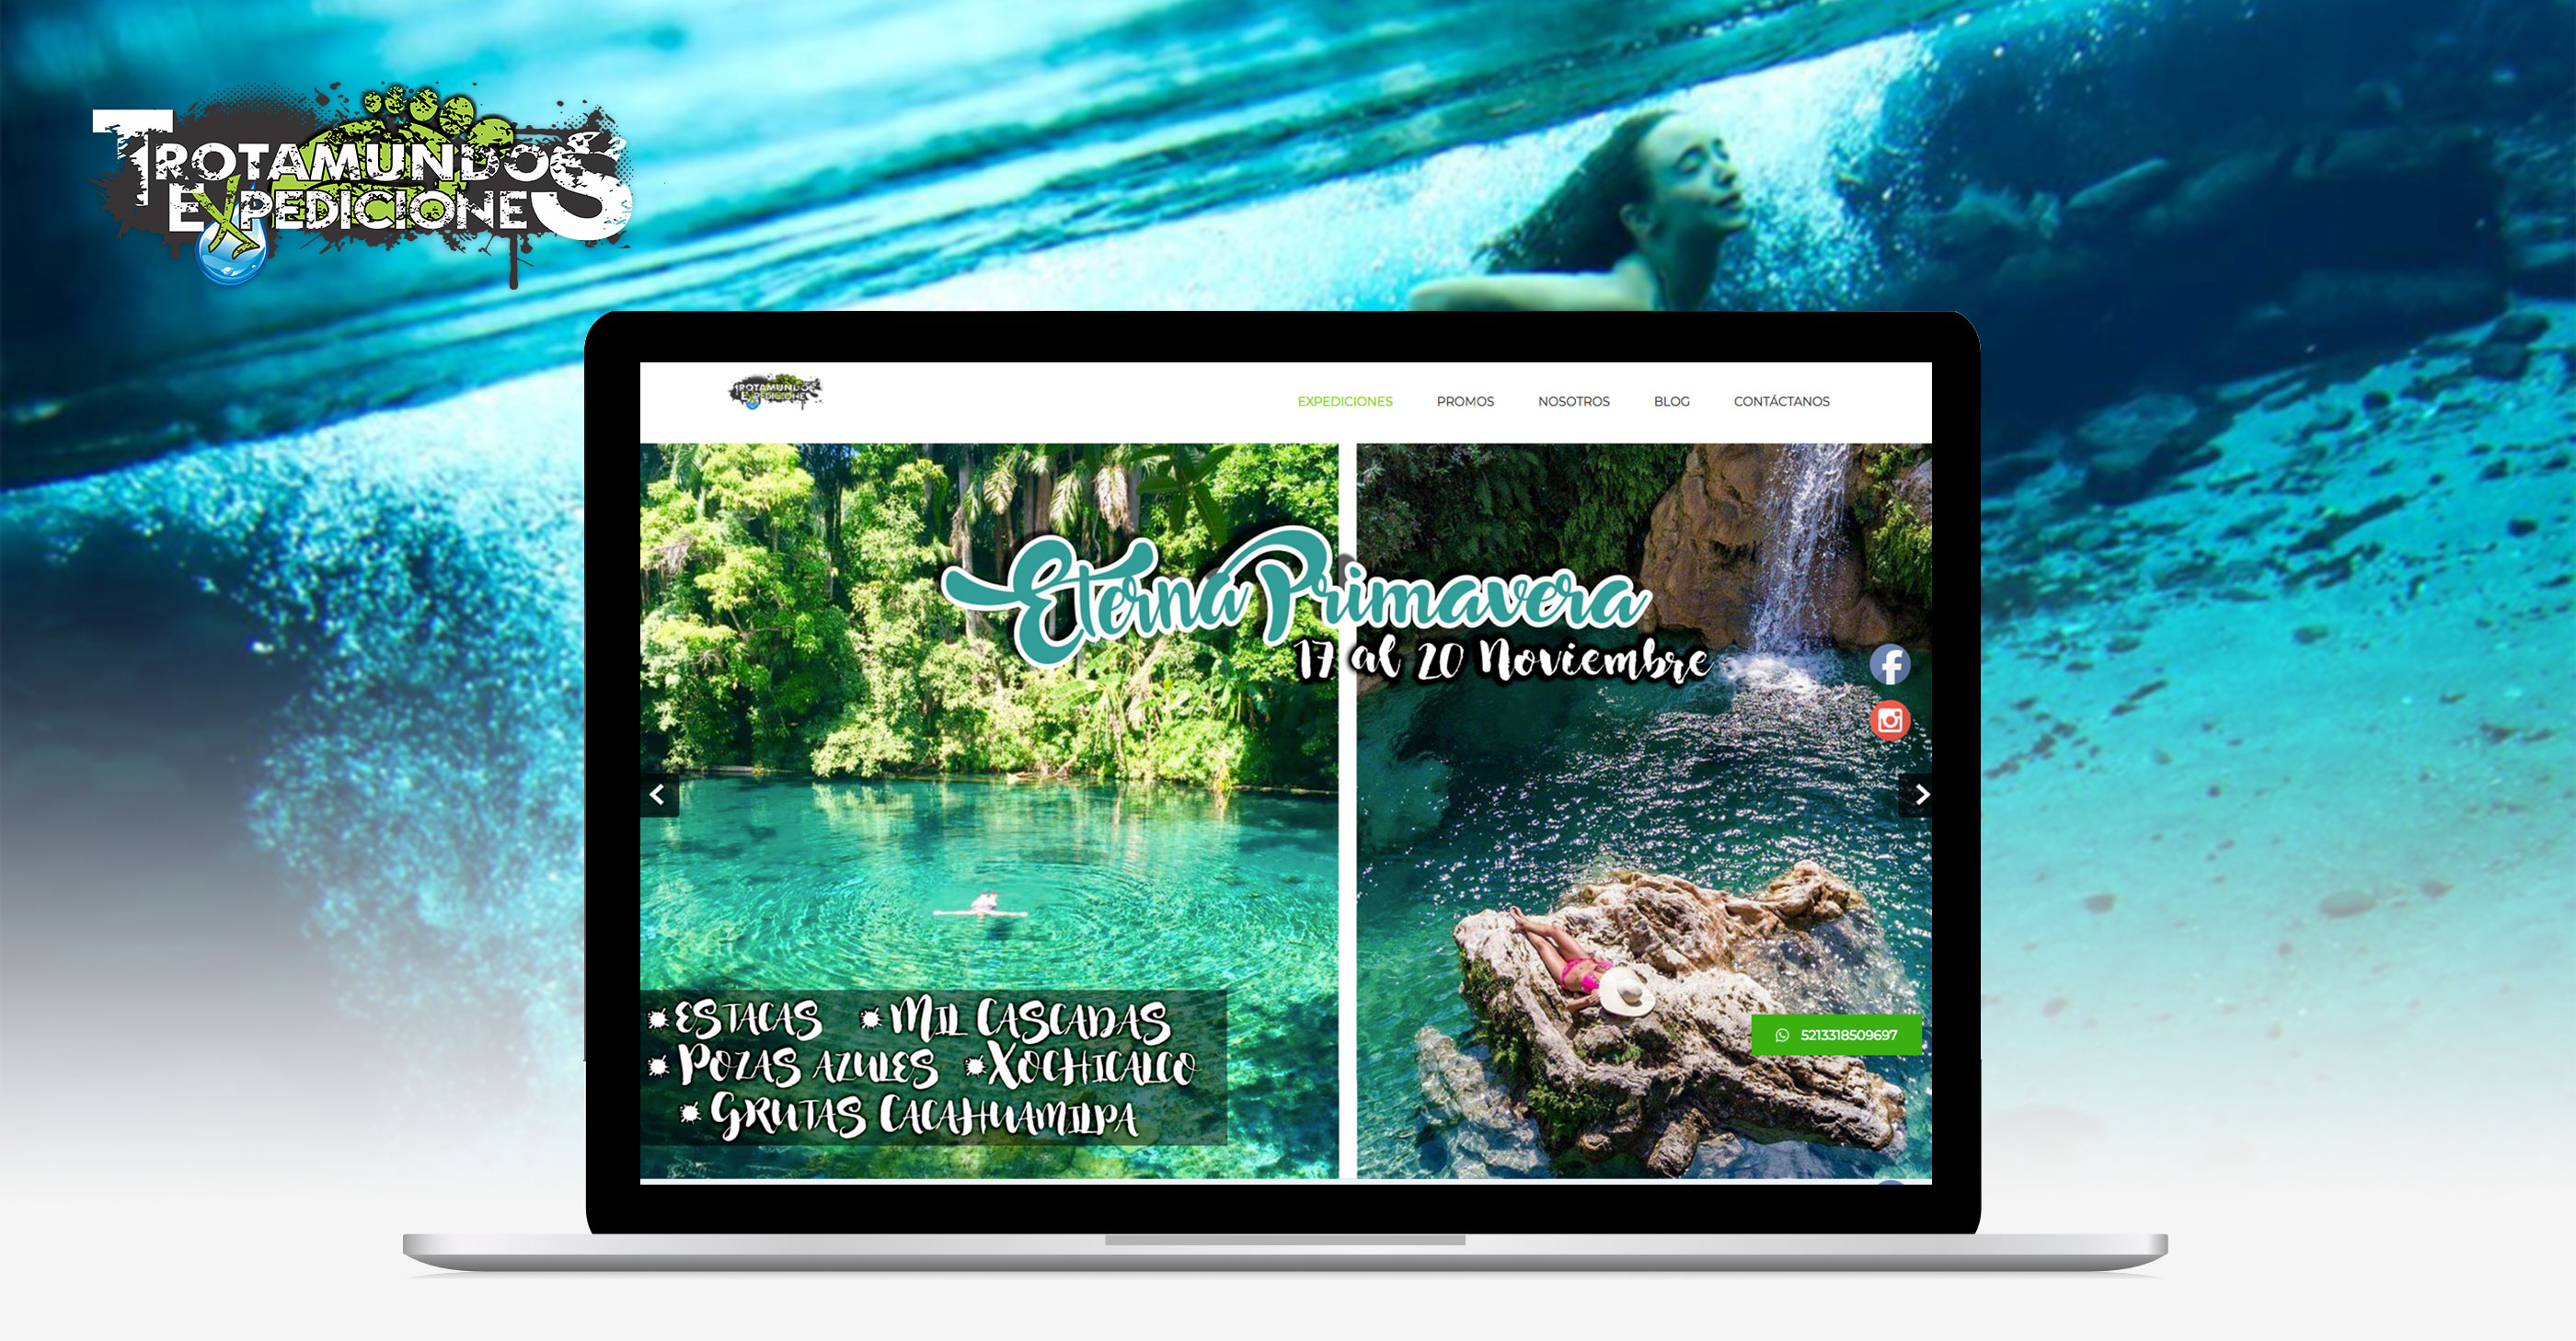 TROTAMUNDOS
EXPEDICIONES
TROTAMUNDOS
EXPEDICIONES
EXPEDICIONES PROMOS NOSOTROS BLOG CONTÁCTANOS
Eterna Primavera
17 al 20 Noviembre
ESTACAS MIL CASCADAS
POZAS AZULES XOCHICALCO
GRUTAS CACAHUAMILPA
5213318509697